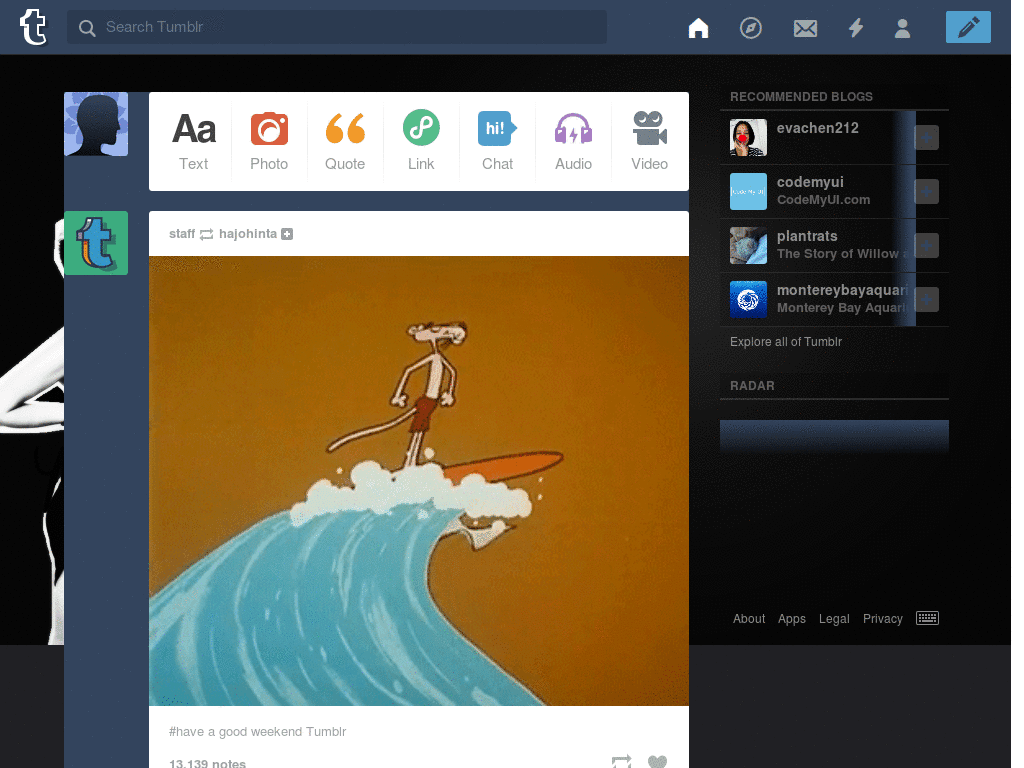 Search Tumblr
Aa
hi!
Text
Photo
Quote
Link
Chat
Audio
Video
staff hajohinta
#have a good weekend Tumblr
13,139 notes
RECOMMENDED BLOGS
evachen212
codemyui
CodeMyUI.com
plantrats
The Story of Willow a
montereybayaquari
Monterey Bay Aquari
Explore all of Tumblr
RADAR
About Apps Legal Privacy